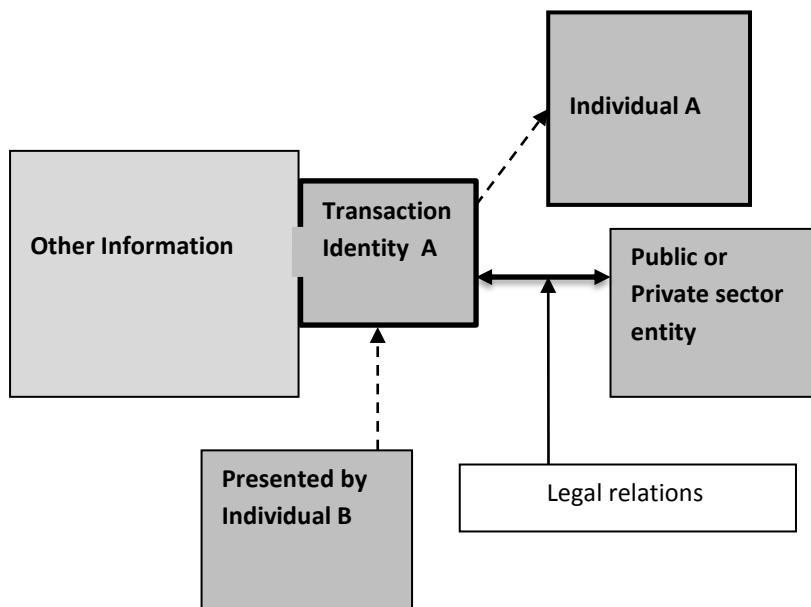 Individual A
Other Information
Transaction
Identity A
Public or
Private sector
entity
Presented by
Individual B
Legal relations